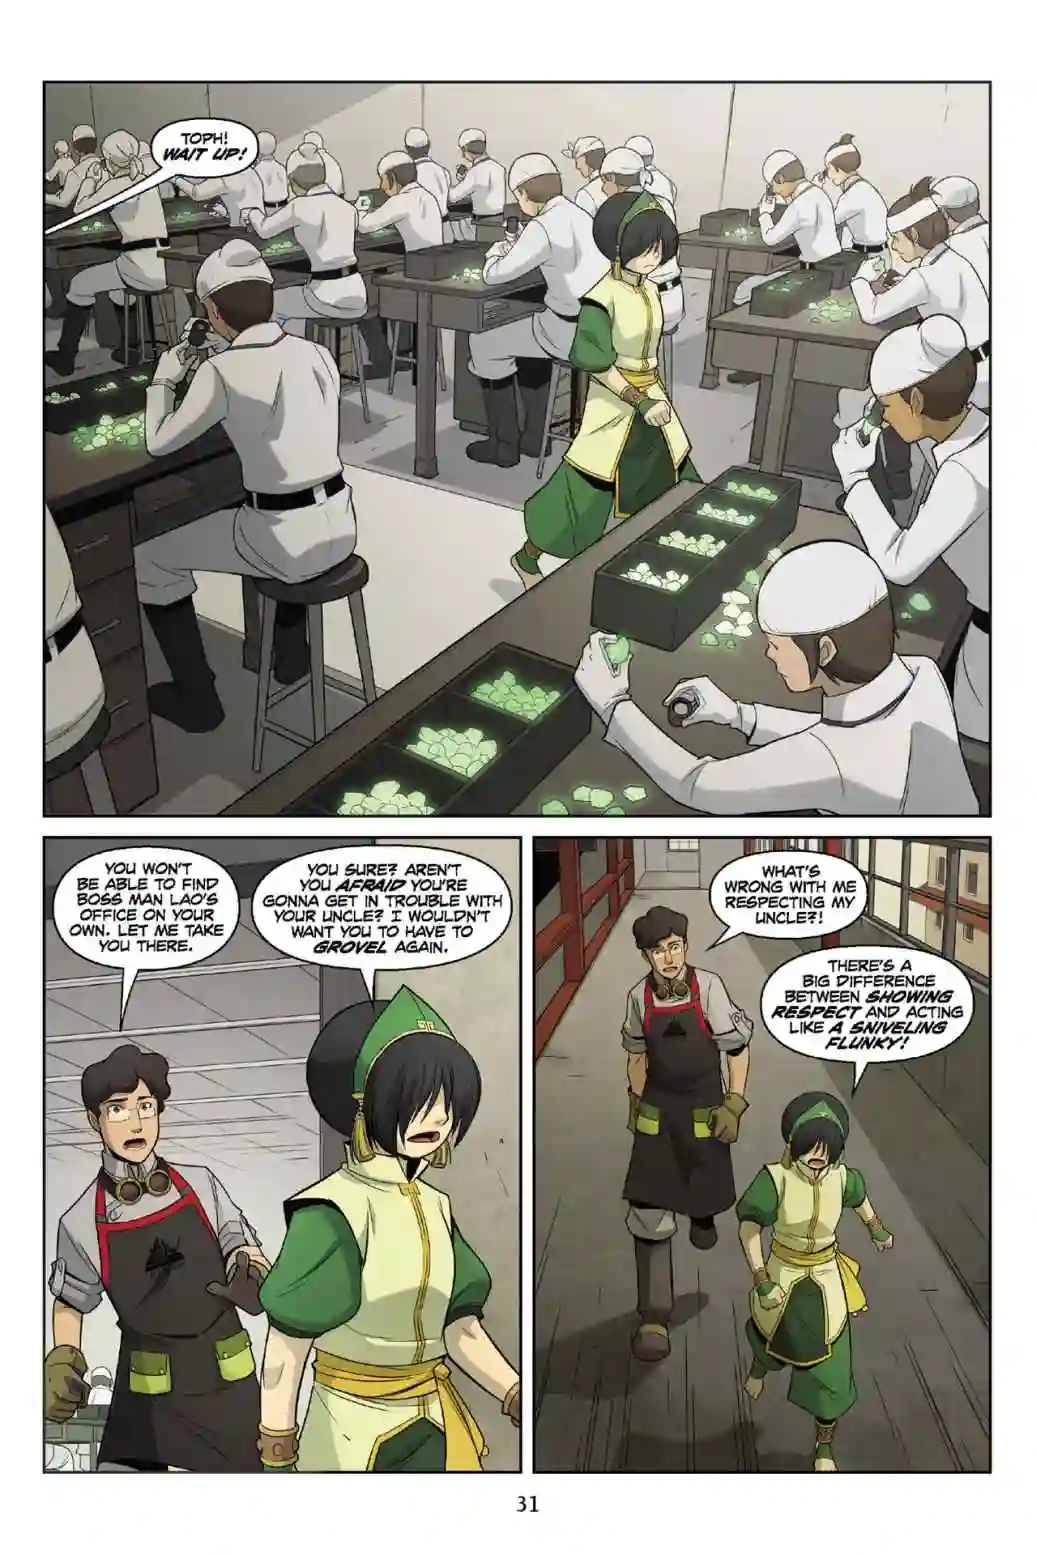 TOPH!
WAIT UP!
YOU WON'T
BE ABLE TO FIND
BOSS MAN LAO'S
OFFICE ON YOUR
OWN. LET ME TAKE
YOU THERE.
YOU SURE? AREN'T
YOU AFRAID YOU'RE
GONNA GET IN TROUBLE WITH
YOUR UNCLE? I WOULDN'T
WANT YOU TO HAVE TO
GROVEL AGAIN.
WHAT'S
WRONG WITH ME
RESPECTING MY
UNCLE?!
THERE'S A
BIG DIFFERENCE
BETWEEN SHOWING
RESPECT AND ACTING
LIKE A SNIVELING
FLUNKY!
31